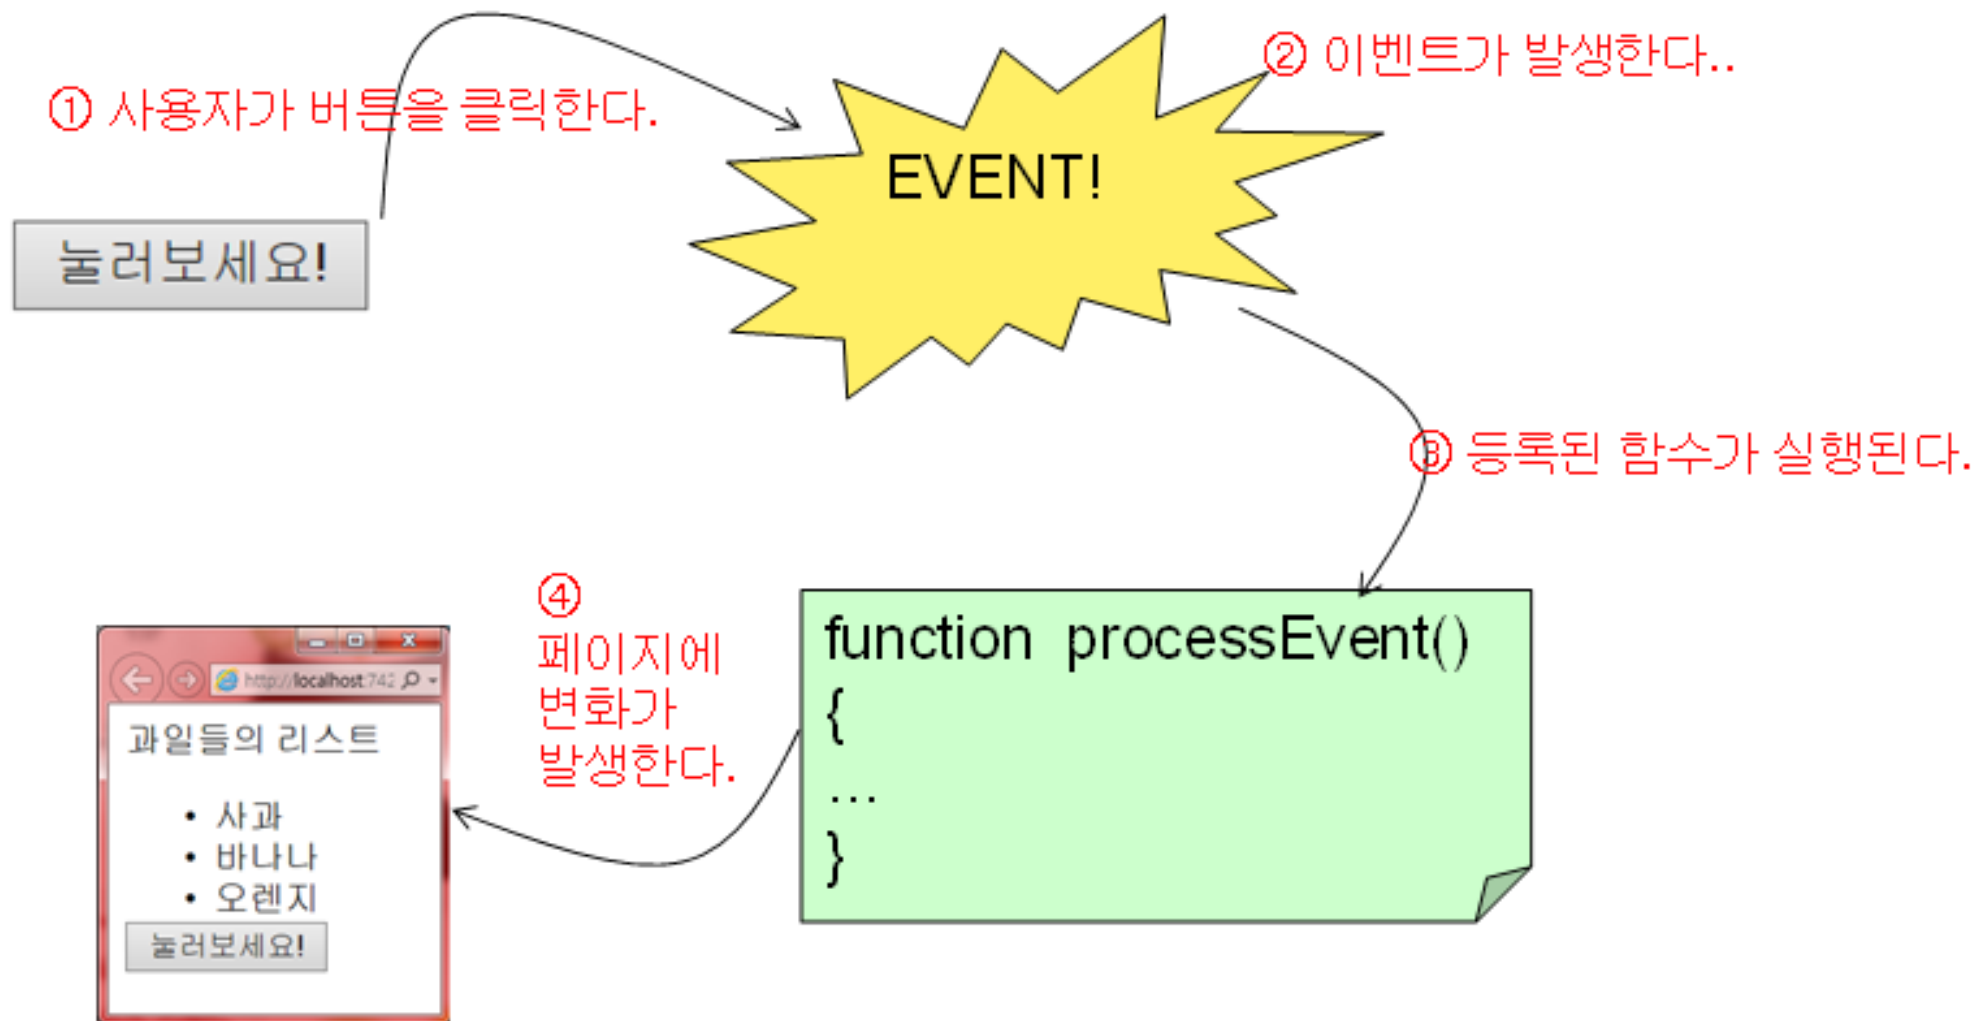 ① 사용자가 버튼을 클릭한다.
② 이벤트가 발생한다..
EVENT!
눌러보세요!
③ 등록된 함수가 실행된다.
④
페이지에
변화가
발생한다.
function processEvent()
{
...
}
http://localhost:742
과일들의 리스트
• 사과
• 바나나
• 오렌지
눌러보세요!